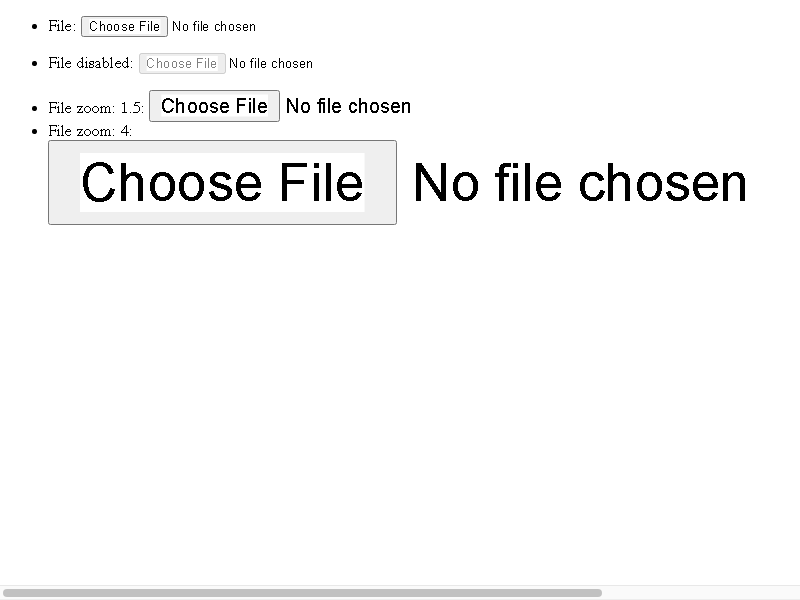 File: Choose File No file chosen
File disabled: Choose File No file chosen
File zoom: 1.5: Choose File No file chosen
File zoom: 4:
Choose File No file chosen